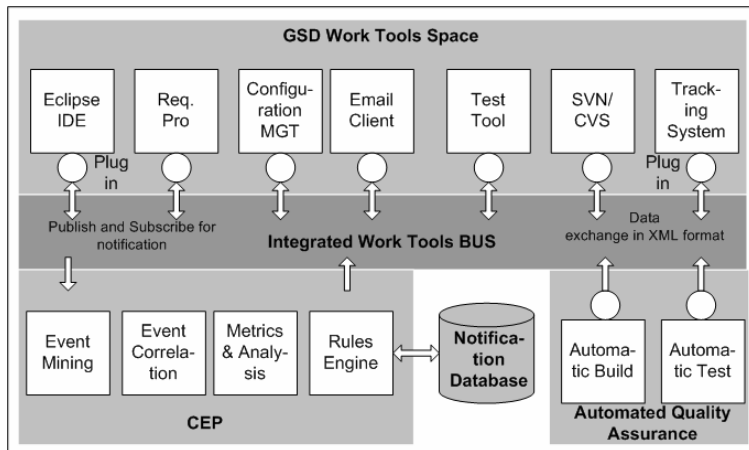 GSD Work Tools Space
Eclipse
IDE
Req.
Pro
Configu-
ration
MGT
Email
Client
Test
Tool
SVN/
CVS
Track-
ing
System
Plug
in
Plug
in
Publish and Subscribe for
notification
Integrated Work Tools BUS
Data
exchange in XML format
Event
Mining
Event
Correla-
tion
Metrics
& Analy-
sis
Rules
Engine
CEP
Notifica-
tion
Database
Automa-
tic Build
Automa-
tic Test
Automated Quality
Assurance